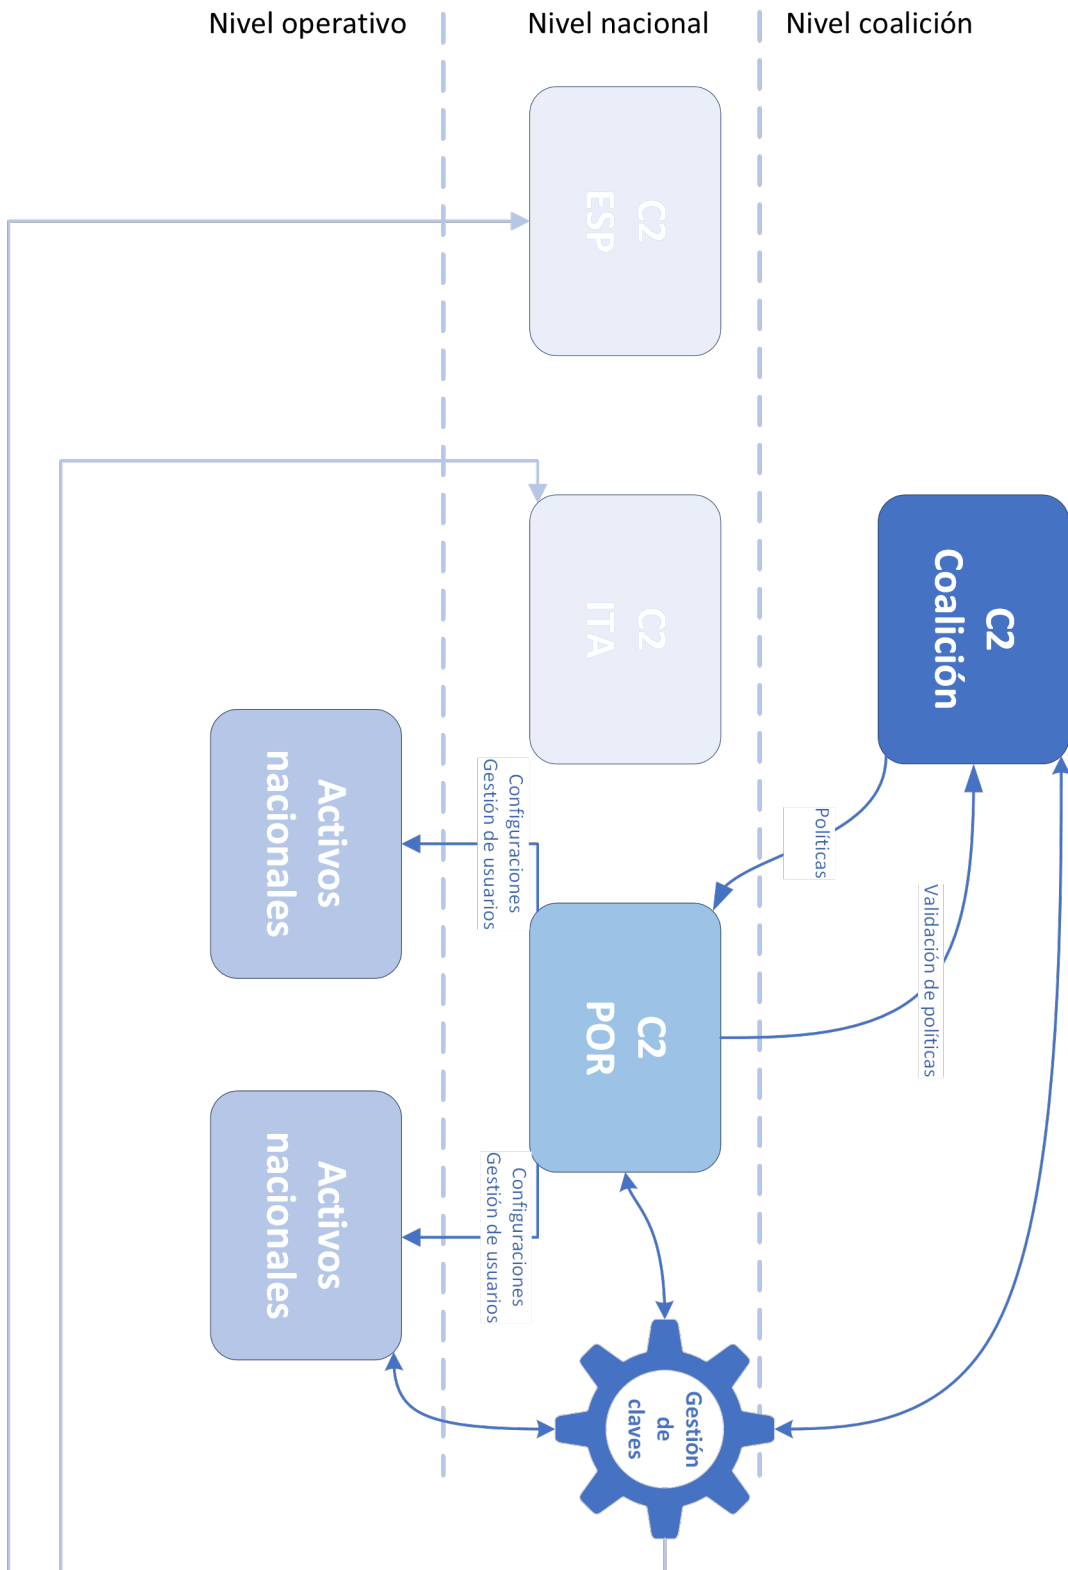 Nivel operativo
Nivel nacional
Nivel coalición
C2
ESP
C2
ITA
C2
Coalición
Activos
nacionales
Configuraciones
Gestión de usuarios
Políticas
Validación de políticas
C2
POR
Activos
nacionales
Configuraciones
Gestión de usuarios
Gestión
de
claves